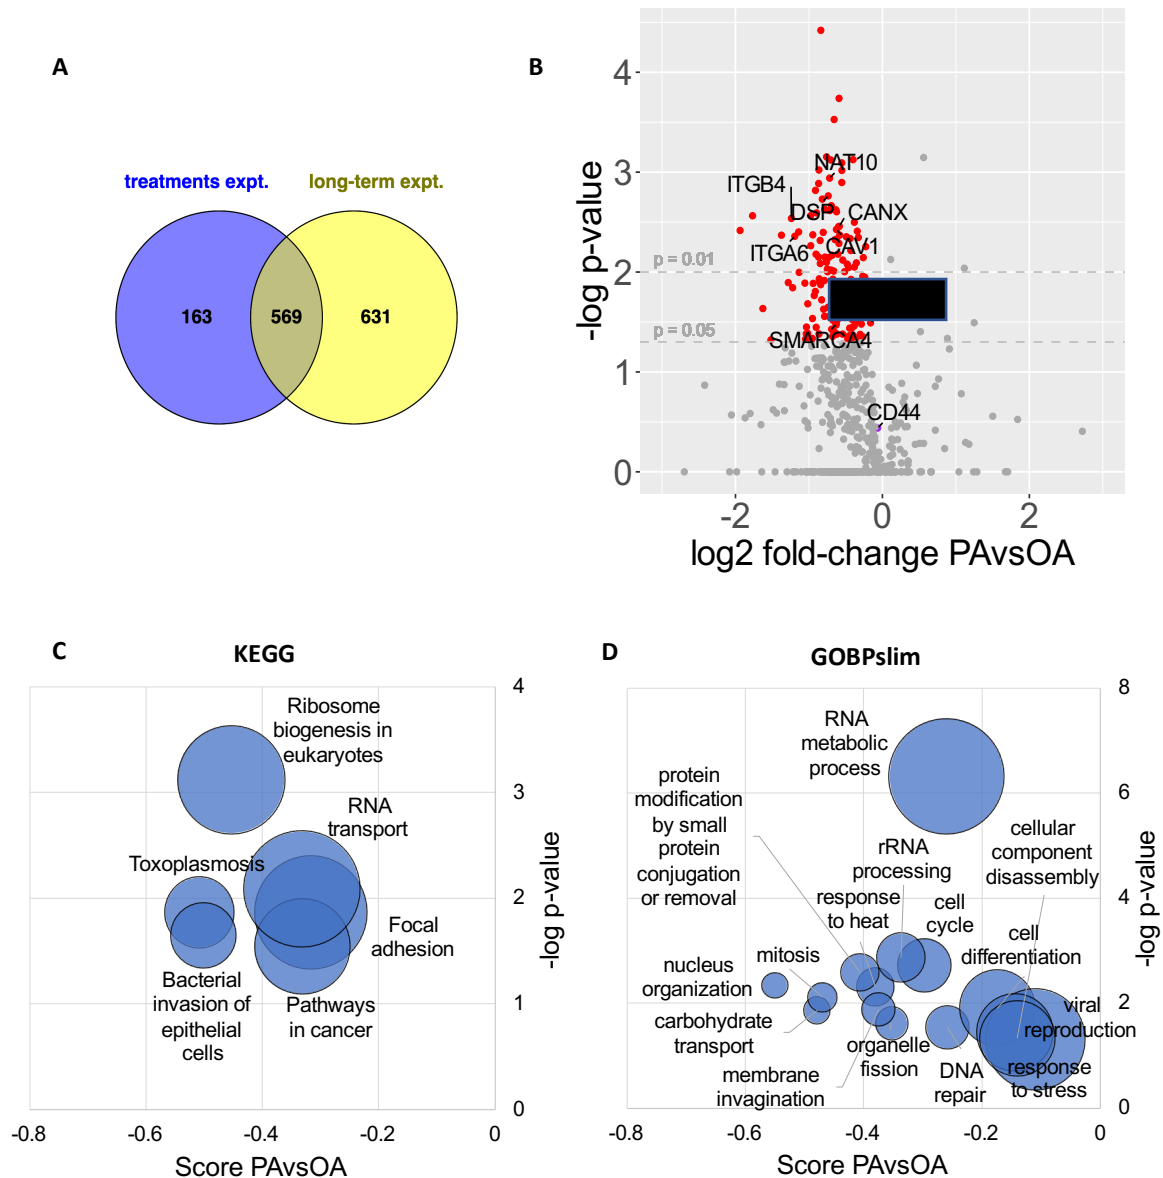 A
treatments expt.
long-term expt.
163
569
631
B
-log p-value
4
3
2
1
0
NAT10
ITGB4
DSP
CANX
ITGA6
CAV1
p = 0.01
p = 0.05
SMARCA4
CD44
-2
0
2
log2 fold-change PAvsOA
C
KEGG
4
3
2
1
0
-log p-value
Ribosome
biogenesis in
eukaryotes
RNA
transport
Toxoplasmosis
Focal
adhesion
Bacterial
invasion of
epithelial
cells
Pathways
in cancer
-0.8
-0.6
-0.4
-0.2
0
Score PAvsOA
D
GOBPslim
8
6
4
2
0
-log p-value
RNA
metabolic
process
protein
modification
by small
protein
conjugation
or removal
cellular
component
disassembly
rRNA
processing
response
to heat
cell
cycle
cell
differentiation
mitosis
nucleus
organization
carbohydrate
transport
membrane
invagination
organelle
fission
DNA
repair
viral
reproduction
response
to stress
-0.8
-0.6
-0.4
-0.2
0
Score PAvsOA